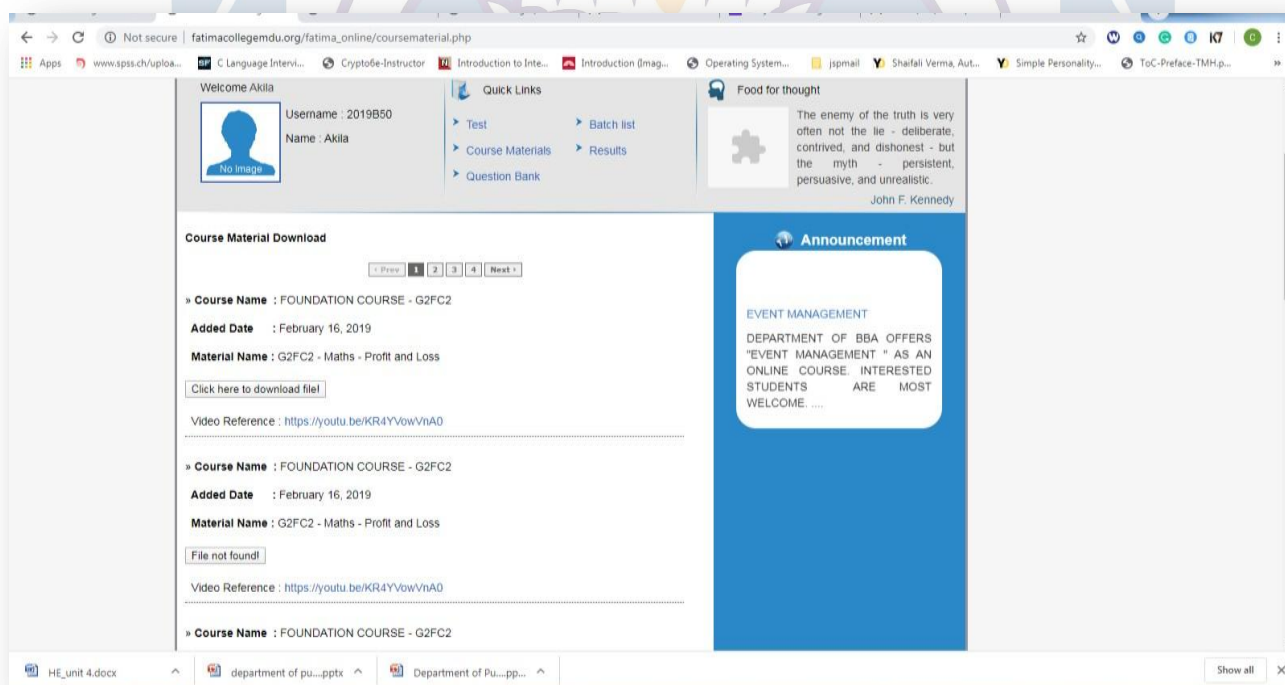 Not secure | fatimacollegemdu.org/fatima_online/coursematerial.php
Apps www.spss.ch/uploa... C Language Intervi... Crypto6e-Instructor Introduction to Inte... Introduction (Imag... Operating System... jspmail Shaifali Verma, Aut... Simple Personality... ToC-Preface-TMH.p... »
Welcome Akila
No Image
Username : 2019B50
Name : Akila
Quick Links
Test
Batch list
Course Materials
Results
Question Bank
Food for thought
The enemy of the truth is very
often not the lie - deliberate,
contrived, and dishonest - but
the myth - persistent,
persuasive, and unrealistic.
John F. Kennedy
Course Material Download
‹ Prev 1 2 3 4 Next ›
» Course Name : FOUNDATION COURSE - G2FC2
Added Date : February 16, 2019
Material Name : G2FC2 - Maths - Profit and Loss
Click here to download file!
Video Reference : https://youtu.be/KR4YVowVnA0
» Course Name : FOUNDATION COURSE - G2FC2
Added Date : February 16, 2019
Material Name : G2FC2 - Maths - Profit and Loss
File not found!
Video Reference : https://youtu.be/KR4YVowVnA0
» Course Name : FOUNDATION COURSE - G2FC2
Announcement
EVENT MANAGEMENT
DEPARTMENT OF BBA OFFERS
"EVENT MANAGEMENT " AS AN
ONLINE COURSE. INTERESTED
STUDENTS ARE MOST
WELCOME. ....
HE_unit 4.docx
department of pu....pptx
Department of Pu....pp...
Show all